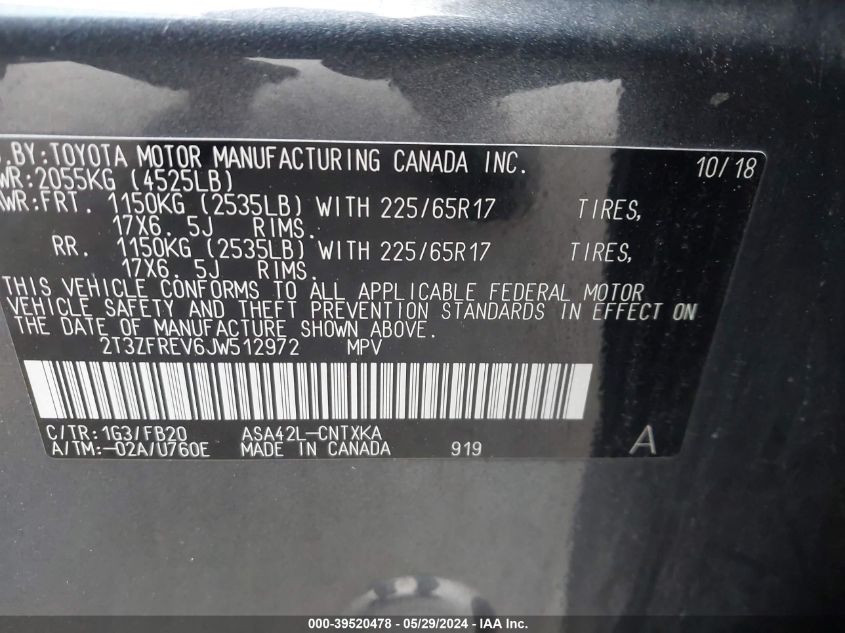 BY:TOYOTA MOTOR MANUFACTURING CANADA INC. 10/18
WR:2055KG (4525LB)
WR:FRT. 1150KG (2535LB) WITH 225/65R17 TIRES,
17X6. 5J RIMS.
RR. 1150KG (2535LB) WITH 225/65R17 TIRES,
17X6. 5J RIMS.
THIS VEHICLE CONFORMS TO ALL APPLICABLE FEDERAL MOTOR
VEHICLE SAFETY AND THEFT PREVENTION STANDARDS IN EFFECT ON
THE DATE OF MANUFACTURE SHOWN ABOVE.
2T3ZFREV6JW512972 MPV
C/TR:1G3/FB20 ASA42L-CNTXKA
A/TM:-02A/U760E MADE IN CANADA 919 A
000-39520478 - 05/29/2024 - IAA Inc.